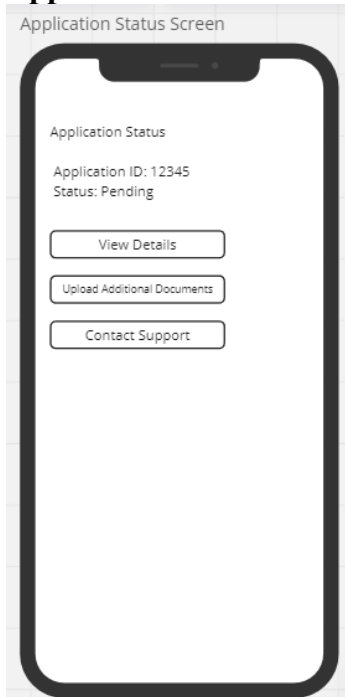 Application Status Screen
Application Status
Application ID: 12345
Status: Pending
View Details
Upload Additional Documents
Contact Support